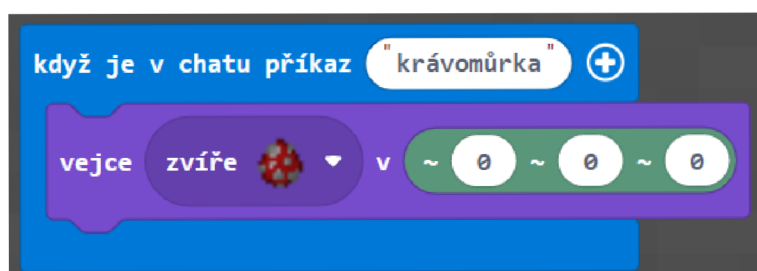 když je v chatu příkaz "krávomůrka"
vejce zvíře v ~ 0 ~ 0 ~ 0